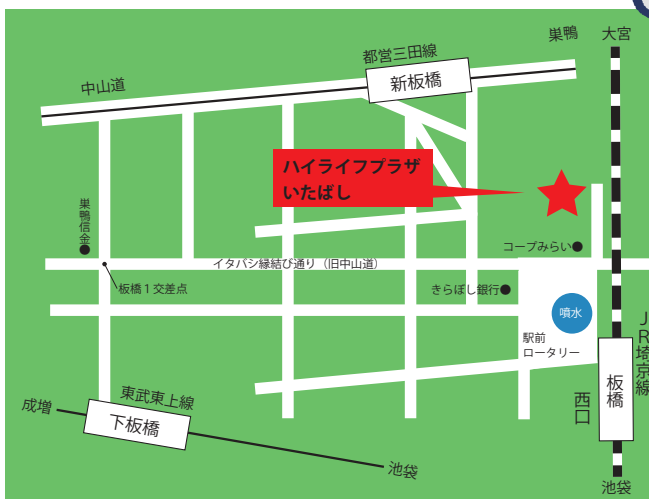 巣鴨
大宮
都営三田線
新板橋
中山道
ハイライフプラザ
いたばし
巣鴨信金
コープみらい
イタバシ縁結び通り（旧中山道）
板橋１交差点
きらぼし銀行
噴水
駅前
ロータリー
ＪＲ埼京線
板橋
西口
東武東上線
成増
下板橋
池袋
池袋